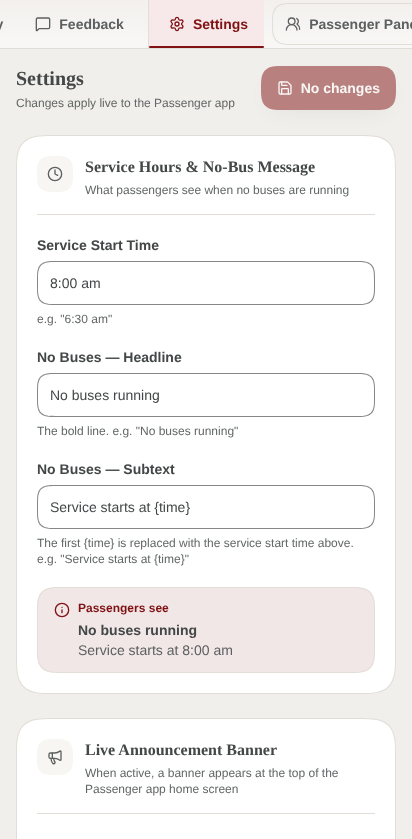 Feedback
Settings
Passenger
Settings
Changes apply live to the Passenger app
No changes
Service Hours & No-Bus Message
What passengers see when no buses are running
Service Start Time
8:00 am
e.g. "6:30 am"
No Buses — Headline
No buses running
The bold line. e.g. "No buses running"
No Buses — Subtext
Service starts at {time}
The first {time} is replaced with the service start time above.
e.g. "Service starts at {time}"
Passengers see
No buses running
Service starts at 8:00 am
Live Announcement Banner
When active, a banner appears at the top of the
Passenger app home screen